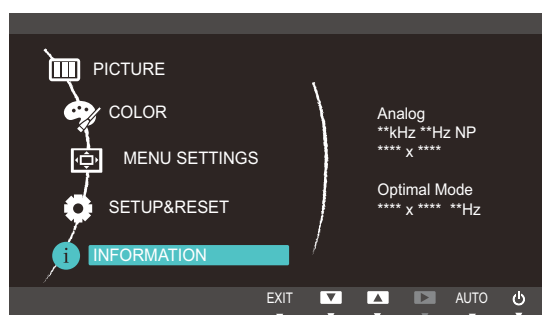 PICTURE
COLOR
MENU SETTINGS
SETUP&RESET
i INFORMATION
Analog
**kHz **Hz NP
**** x ****
Optimal Mode
**** x **** **Hz
EXIT AUTO